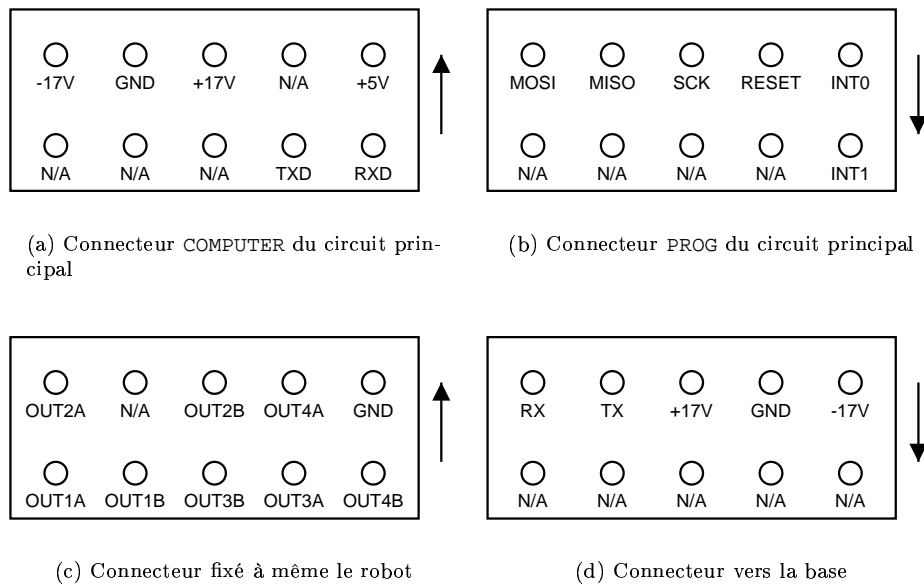 -17V GND +17V N/A +5V
N/A N/A N/A TXD RXD
(a) Connecteur COMPUTER du circuit prin-
cipal
MOSI MISO SCK RESET INT0
N/A N/A N/A N/A INT1
(b) Connecteur PROG du circuit principal
OUT2A N/A OUT2B OUT4A GND
OUT1A OUT1B OUT3B OUT3A OUT4B
(c) Connecteur fixé à même le robot
RX TX +17V GND -17V
N/A N/A N/A N/A N/A
(d) Connecteur vers la base